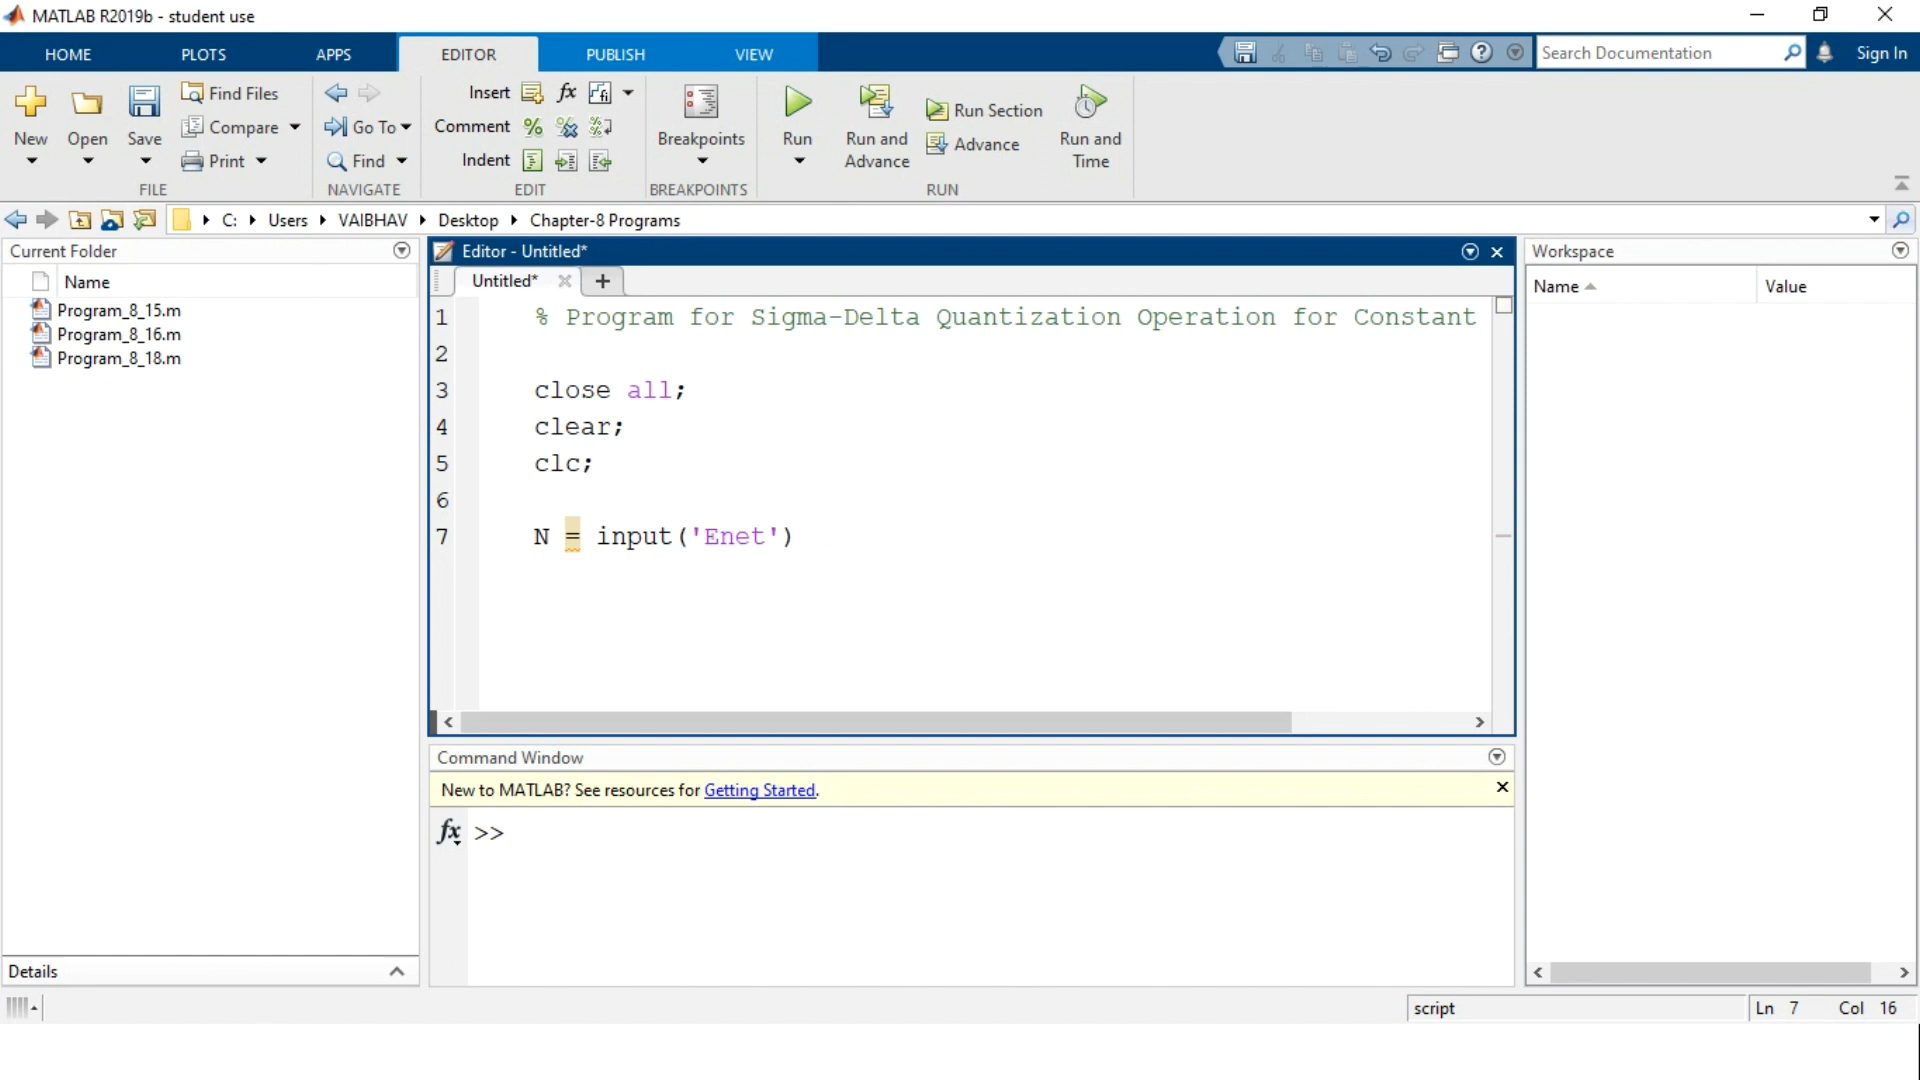 MATLAB R2019b - student use
HOME PLOTS APPS EDITOR PUBLISH VIEW Search Documentation Sign In
New Open Save Find Files Compare Print FILE
Go To Find NAVIGATE
Insert fx Comment Indent EDIT
Breakpoints BREAKPOINTS
Run Run and Advance Run Section Advance Run and Time RUN
C: Users VAIBHAV Desktop Chapter-8 Programs
Current Folder
Name
Program_8_15.m
Program_8_16.m
Program_8_18.m
Details
Editor - Untitled*
Untitled* +
1 % Program for Sigma-Delta Quantization Operation for Constant
2
3 close all;
4 clear;
5 clc;
6
7 N = input('Enet')
Command Window
New to MATLAB? See resources for Getting Started.
fx >>
Workspace
Name Value
script Ln 7 Col 16